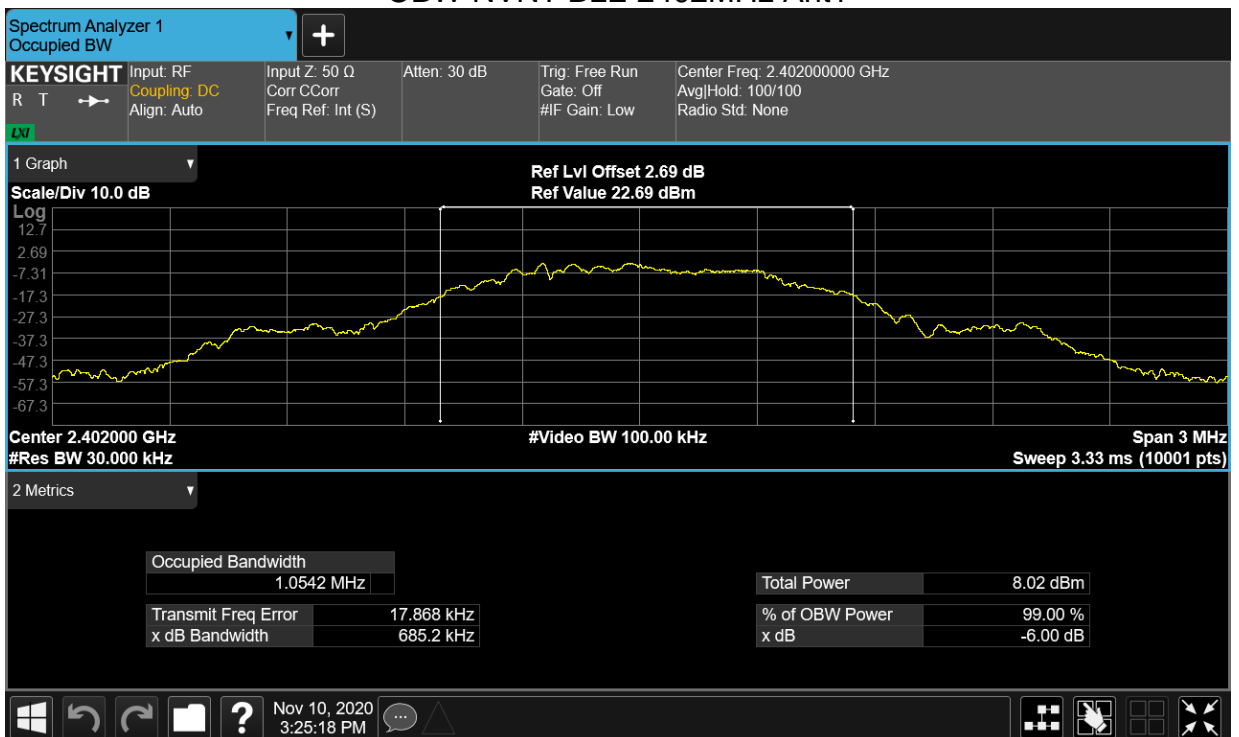 Spectrum Analyzer 1
Occupied BW
KEYSIGHT
R T
LXI
Input: RF
Coupling: DC
Align: Auto
Input Z: 50 Ω
Corr CCorr
Freq Ref: Int (S)
Atten: 30 dB
Trig: Free Run
Gate: Off
#IF Gain: Low
Center Freq: 2.402000000 GHz
Avg|Hold: 100/100
Radio Std: None
1 Graph
Scale/Div 10.0 dB
Ref Lvl Offset 2.69 dB
Ref Value 22.69 dBm
Log
12.7
2.69
-7.31
-17.3
-27.3
-37.3
-47.3
-57.3
-67.3
Center 2.402000 GHz
#Res BW 30.000 kHz
#Video BW 100.00 kHz
Span 3 MHz
Sweep 3.33 ms (10001 pts)
2 Metrics
Occupied Bandwidth
1.0542 MHz
Transmit Freq Error 17.868 kHz
x dB Bandwidth 685.2 kHz
Total Power 8.02 dBm
% of OBW Power 99.00 %
x dB -6.00 dB
?
Nov 10, 2020
3:25:18 PM